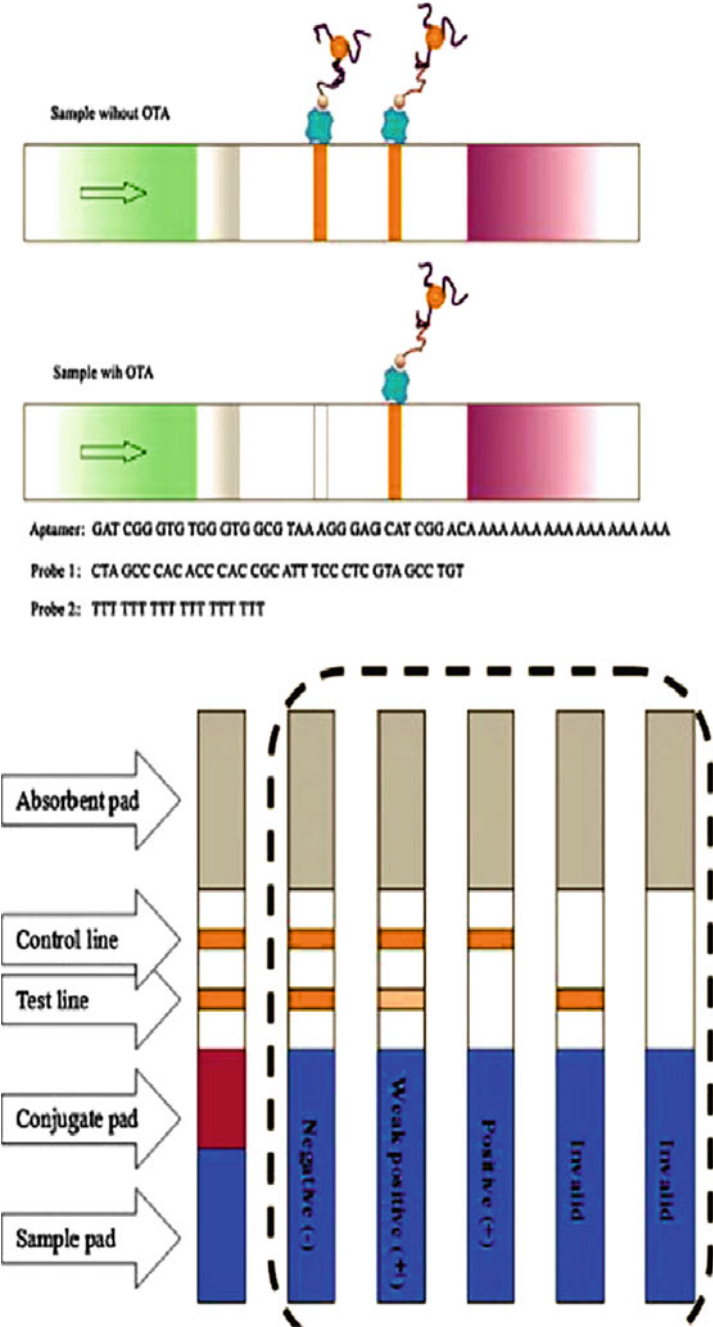 Sample wihout OTA
Sample wih OTA
Aptamer: GAT CGG GTG TGG GTG GCG TAA AGG GAG CAT CGG ACA AAA AAA AAA AAA AAA AAA AAA
Probe 1: CTA GCC CAC ACC CAC CGC ATT TCC CTC GTA GCC TGT
Probe 2: TTT TTT TTT TTT TTT TTT
Absorbent pad
Control line
Test line
Conjugate pad
Sample pad
Negative (-)
Weak positive (+)
Positive (+)
Invalid
Invalid